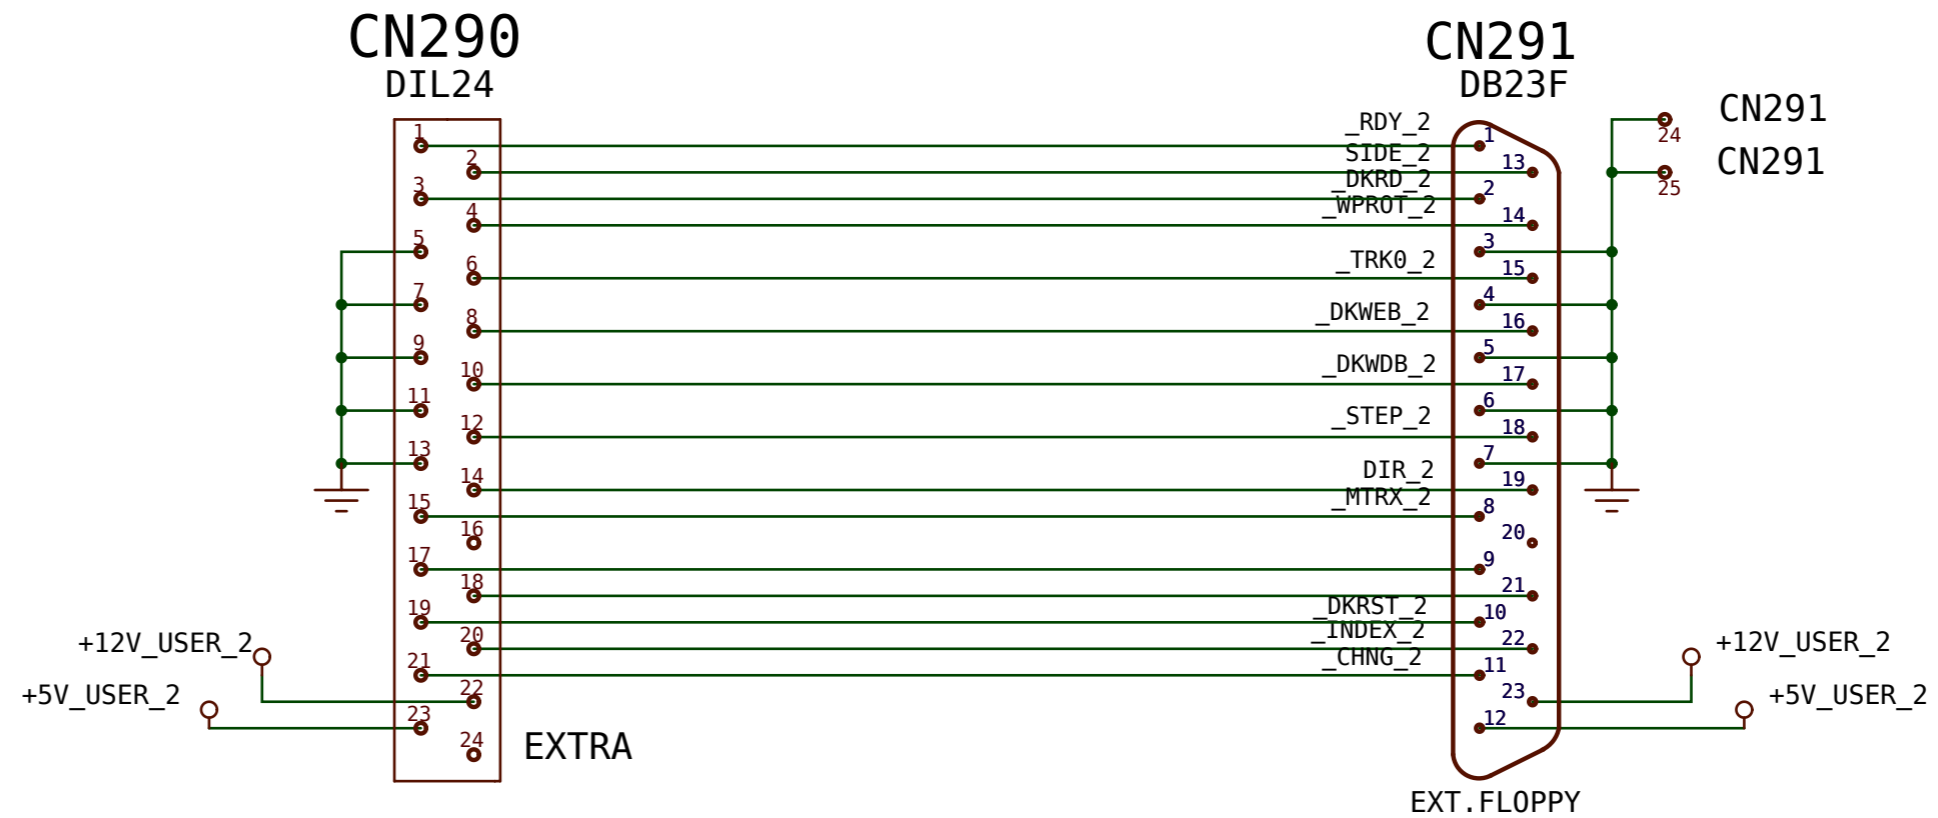 CN290
DIL24
CN291
DB23F
_RDY_2
SIDE_2
_DKRD_2
_WPROT_2
_TRK0_2
_DKWEB_2
_DKWDB_2
_STEP_2
DIR_2
_MTRX_2
_DKRST_2
_INDEX_2
_CHNG_2
1
2
3
4
5
6
7
8
9
10
11
12
13
14
15
16
17
18
19
20
21
22
23
24
EXTRA
+12V_USER_2
+5V_USER_2
1
13
2
14
3
15
4
16
5
17
6
18
7
19
8
20
9
21
10
22
11
23
12
EXT.FLOPPY
CN291
24
CN291
25
+12V_USER_2
+5V_USER_2